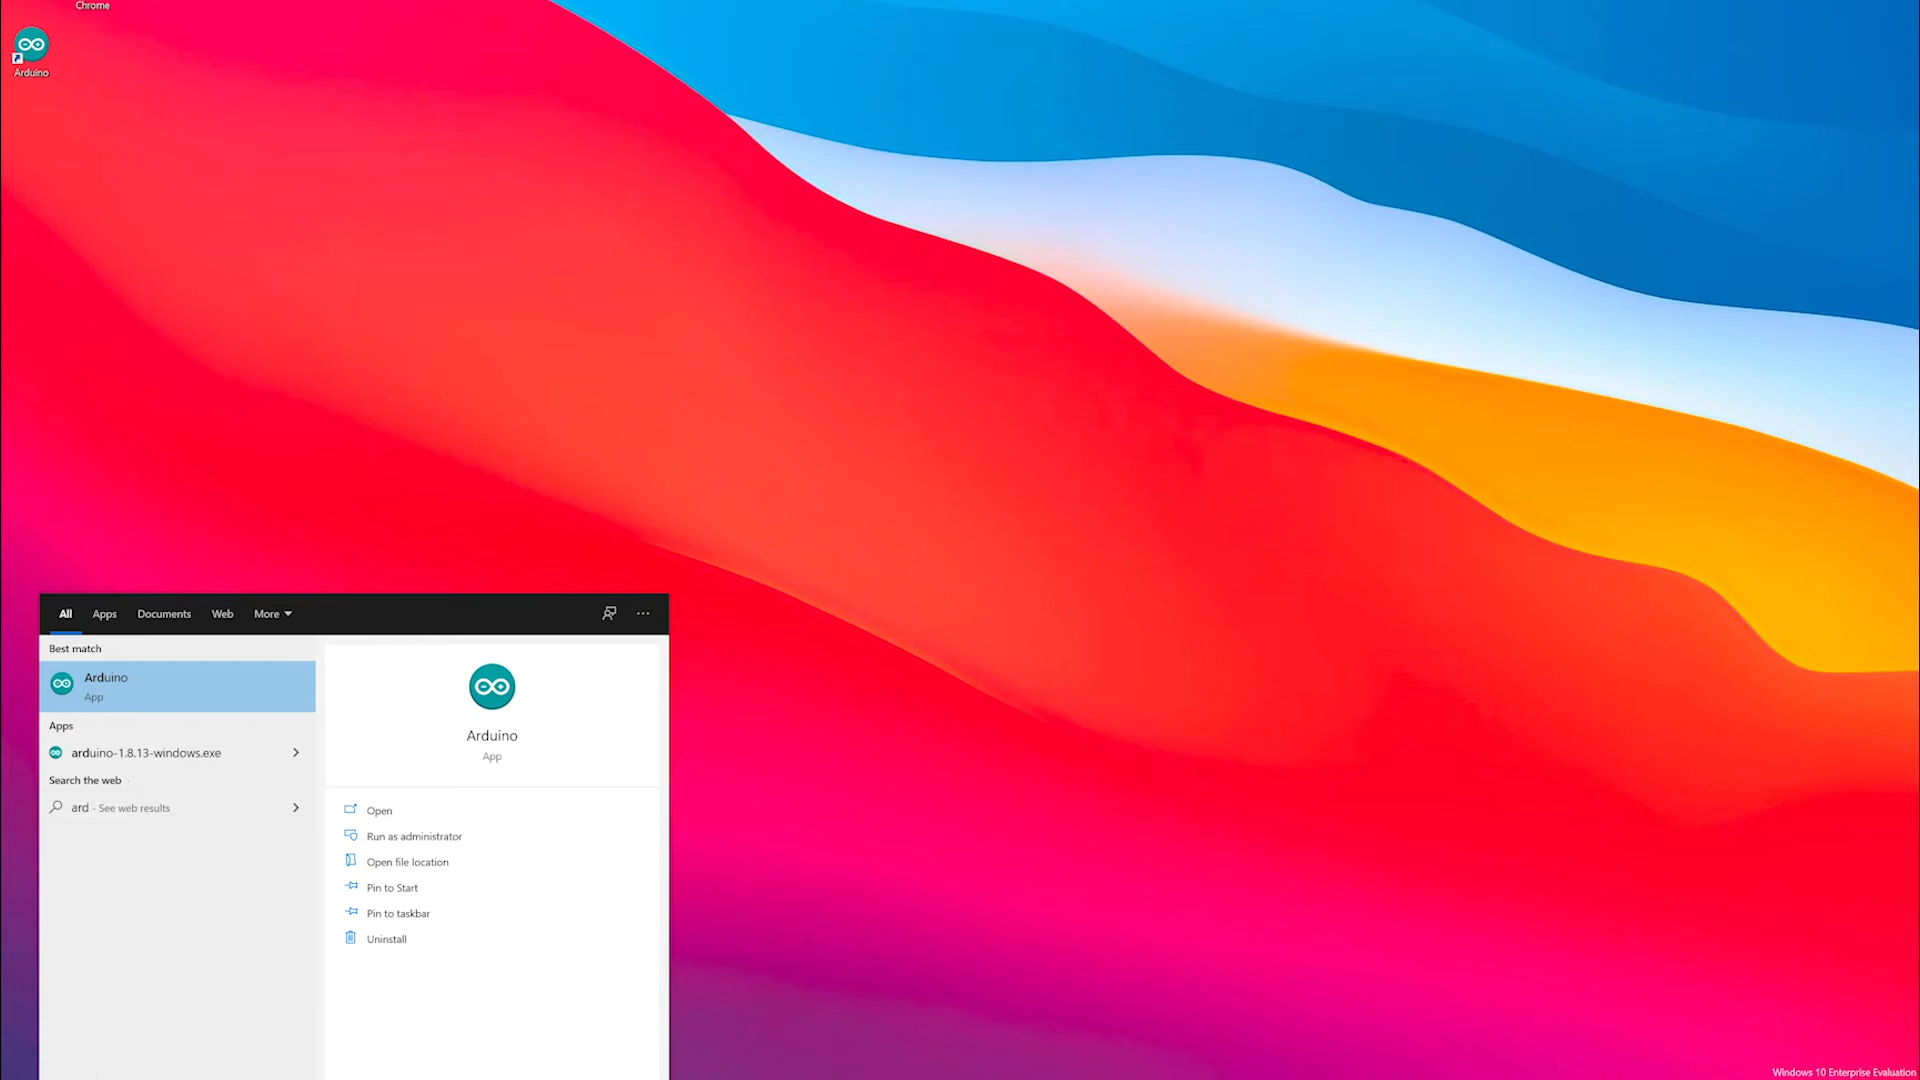 Chrome
Arduino
All Apps Documents Web More
Best match
Arduino
App
Apps
arduino-1.8.13-windows.exe
Search the web
ard - See web results
Arduino
App
Open
Run as administrator
Open file location
Pin to Start
Pin to taskbar
Uninstall
Windows 10 Enterprise Evaluation